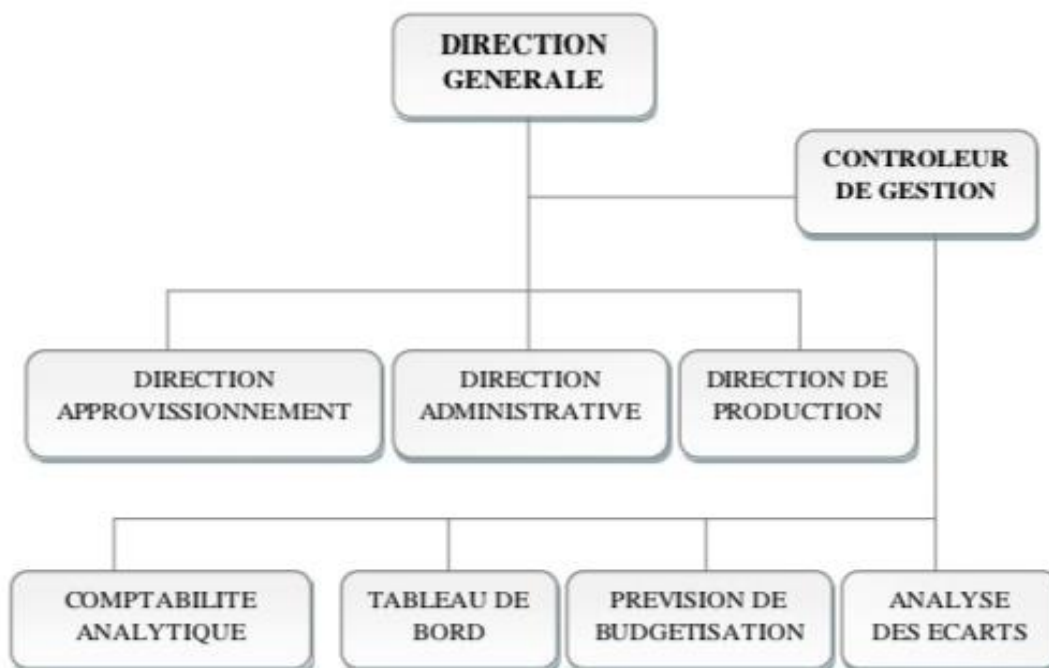 DIRECTION
GENERALE
CONTROLEUR
DE GESTION
DIRECTION
APPROVISSIONNEMENT
DIRECTION
ADMINISTRATIVE
DIRECTION DE
PRODUCTION
COMPTABILITE
ANALYTIQUE
TABLEAU DE
BORD
PREVISION DE
BUDGETISATION
ANALYSE
DES ECARTS